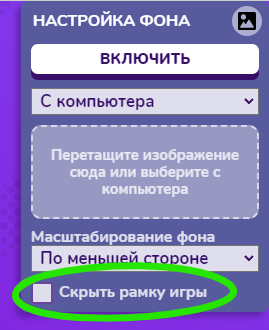 НАСТРОЙКА ФОНА
ВКЛЮЧИТЬ
С компьютера
Перетащите изображение
сюда или выберите с
компьютера
Масштабирование фона
По меньшей стороне
Скрыть рамку игры